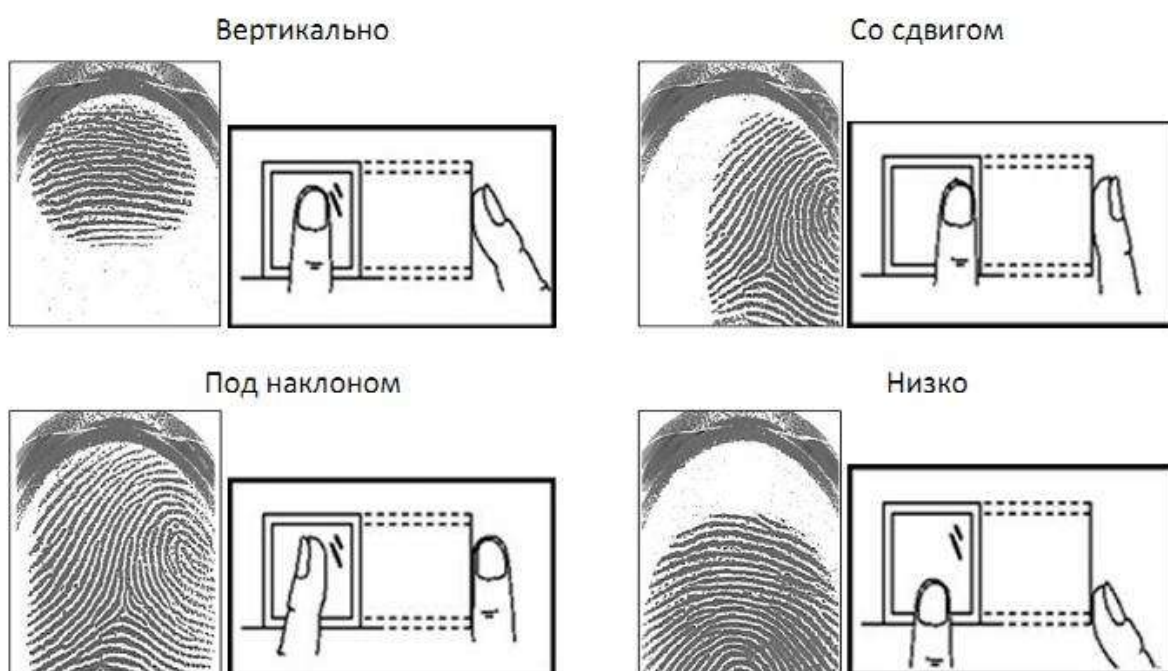 Вертикально
Со сдвигом
Под наклоном
Низко